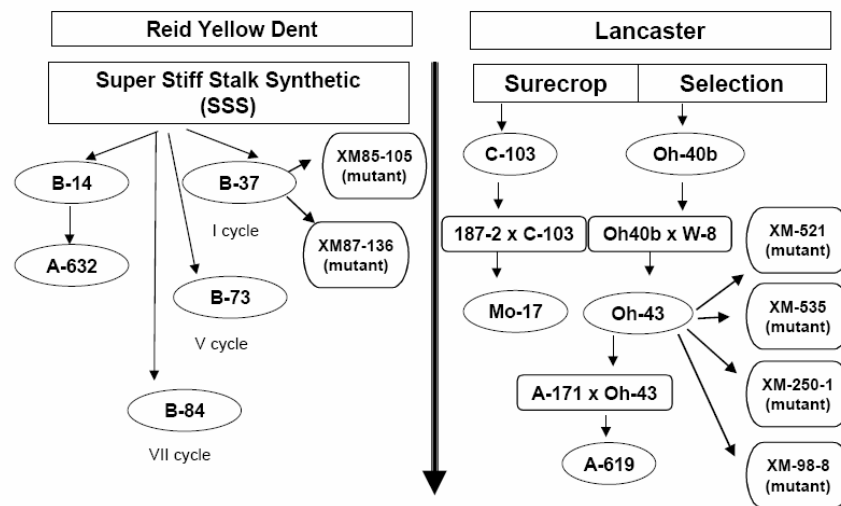 Reid Yellow Dent
Super Stiff Stalk Synthetic
(SSS)
B-14
B-37
XM85-105
(mutant)
I cycle
XM87-136
(mutant)
A-632
B-73
V cycle
B-84
VII cycle
Lancaster
Surecrop
Selection
C-103
Oh-40b
187-2 x C-103
Oh40b x W-8
XM-521
(mutant)
Mo-17
Oh-43
XM-535
(mutant)
A-171 x Oh-43
XM-250-1
(mutant)
A-619
XM-98-8
(mutant)